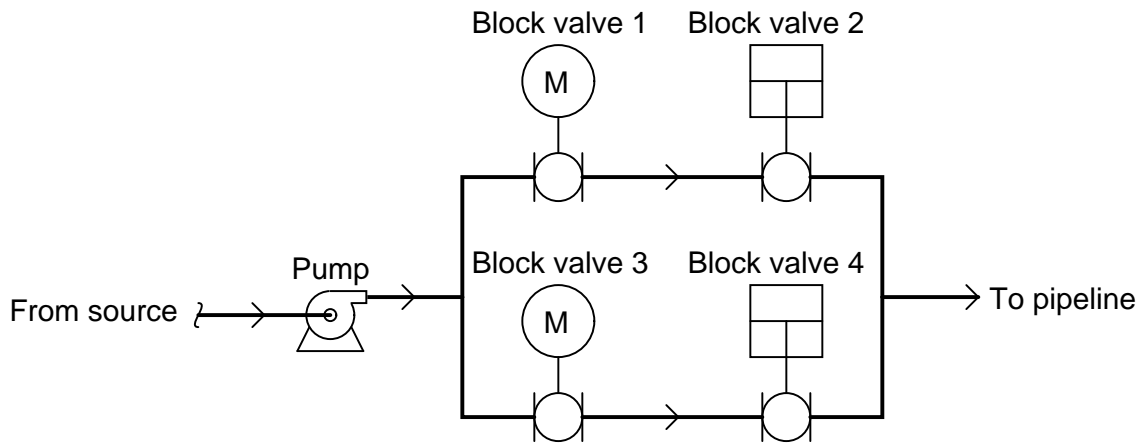 Block valve 1
Block valve 2
M
Block valve 3
Block valve 4
Pump
From source
M
To pipeline